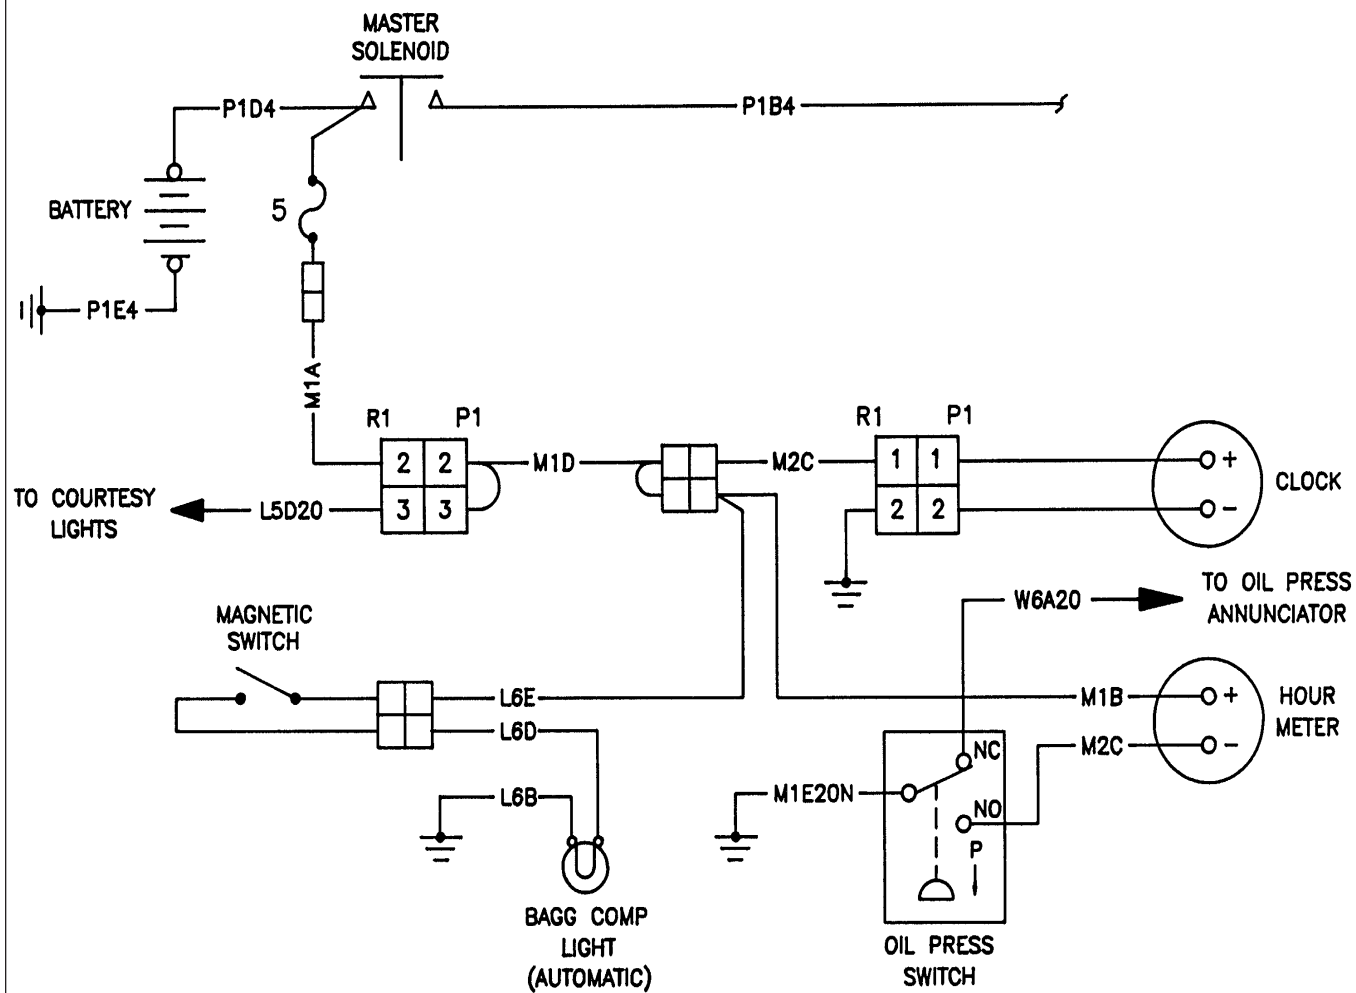 MASTER
SOLENOID
P1D4
P1B4
BATTERY
5
P1E4
M1A
R1 P1
R1 P1
2 2
M1D
M2C
1 1
+
CLOCK
TO COURTESY
LIGHTS
L5D20
3 3
2 2
-
TO OIL PRESS
ANNUNCIATOR
W6A20
MAGNETIC
SWITCH
L6E
M1B
+
HOUR
METER
L6D
M2C
-
NC
L6B
M1E20N
NO
P
BAGG COMP
LIGHT
(AUTOMATIC)
OIL PRESS
SWITCH